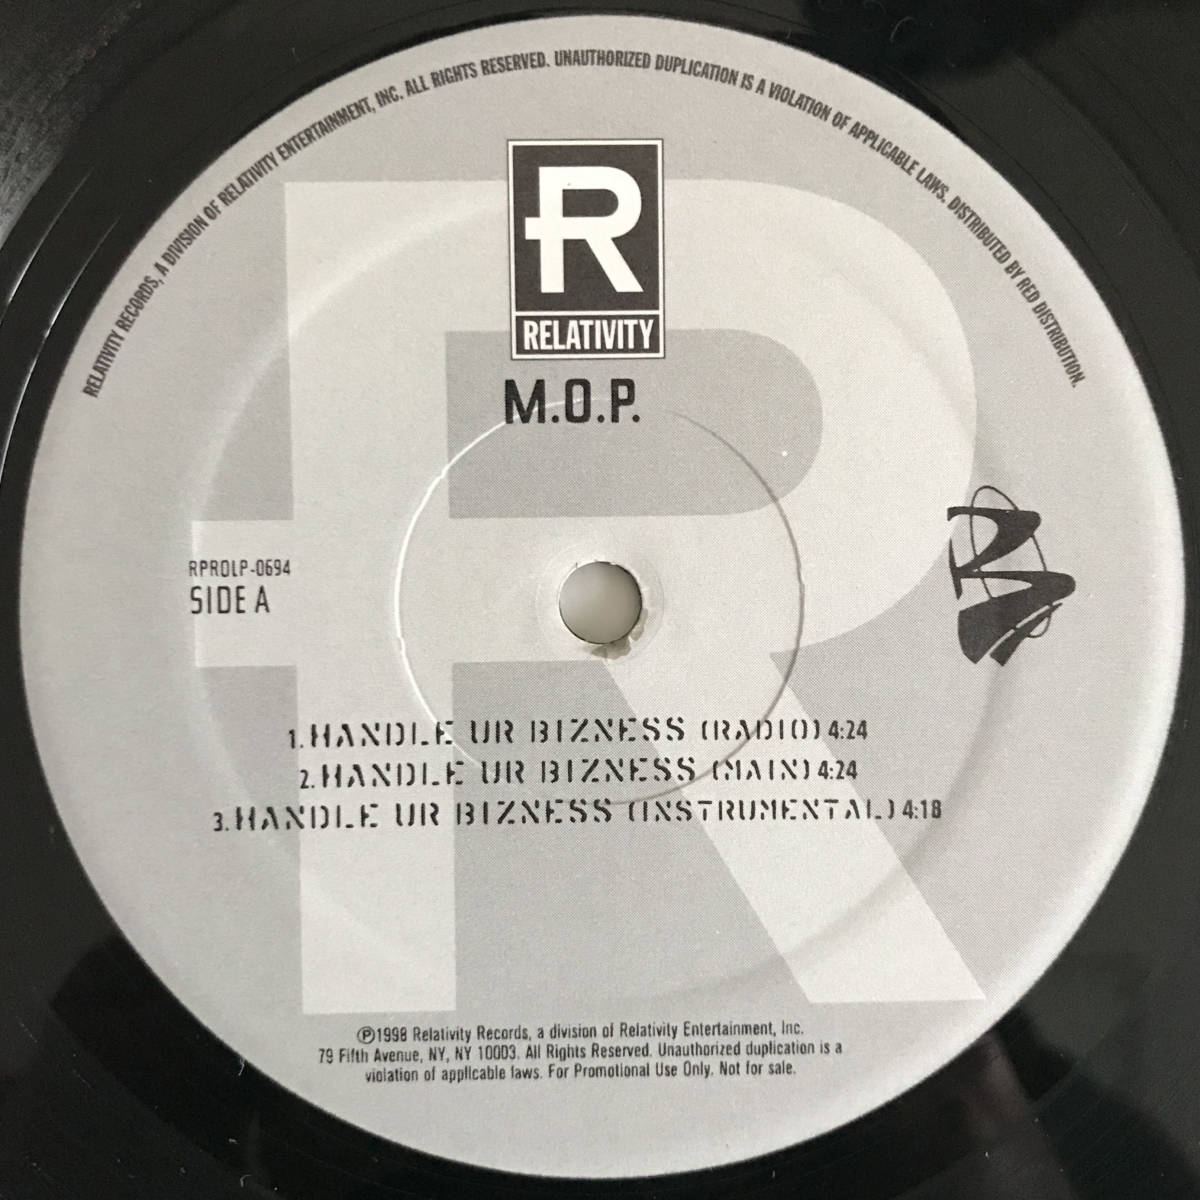 RELATIVITY RECORDS, A DIVISION OF RELATIVITY ENTERTAINMENT, INC. ALL RIGHTS RESERVED. UNAUTHORIZED DUPLICATION IS A VIOLATION OF APPLICABLE LAWS. DISTRIBUTED BY RED DISTRIBUTION.
R
RELATIVITY
M.O.P.
RPROLP-0694
SIDE A
1. HANDLE UR BIZNESS (RADIO) 4:24
2. HANDLE UR BIZNESS (MAIN) 4:24
3. HANDLE UR BIZNESS (INSTRUMENTAL) 4:18
℗1998 Relativity Records, a division of Relativity Entertainment, Inc.
79 Fifth Avenue, NY, NY 10003. All Rights Reserved. Unauthorized duplication is a
violation of applicable laws. For Promotional Use Only. Not for sale.